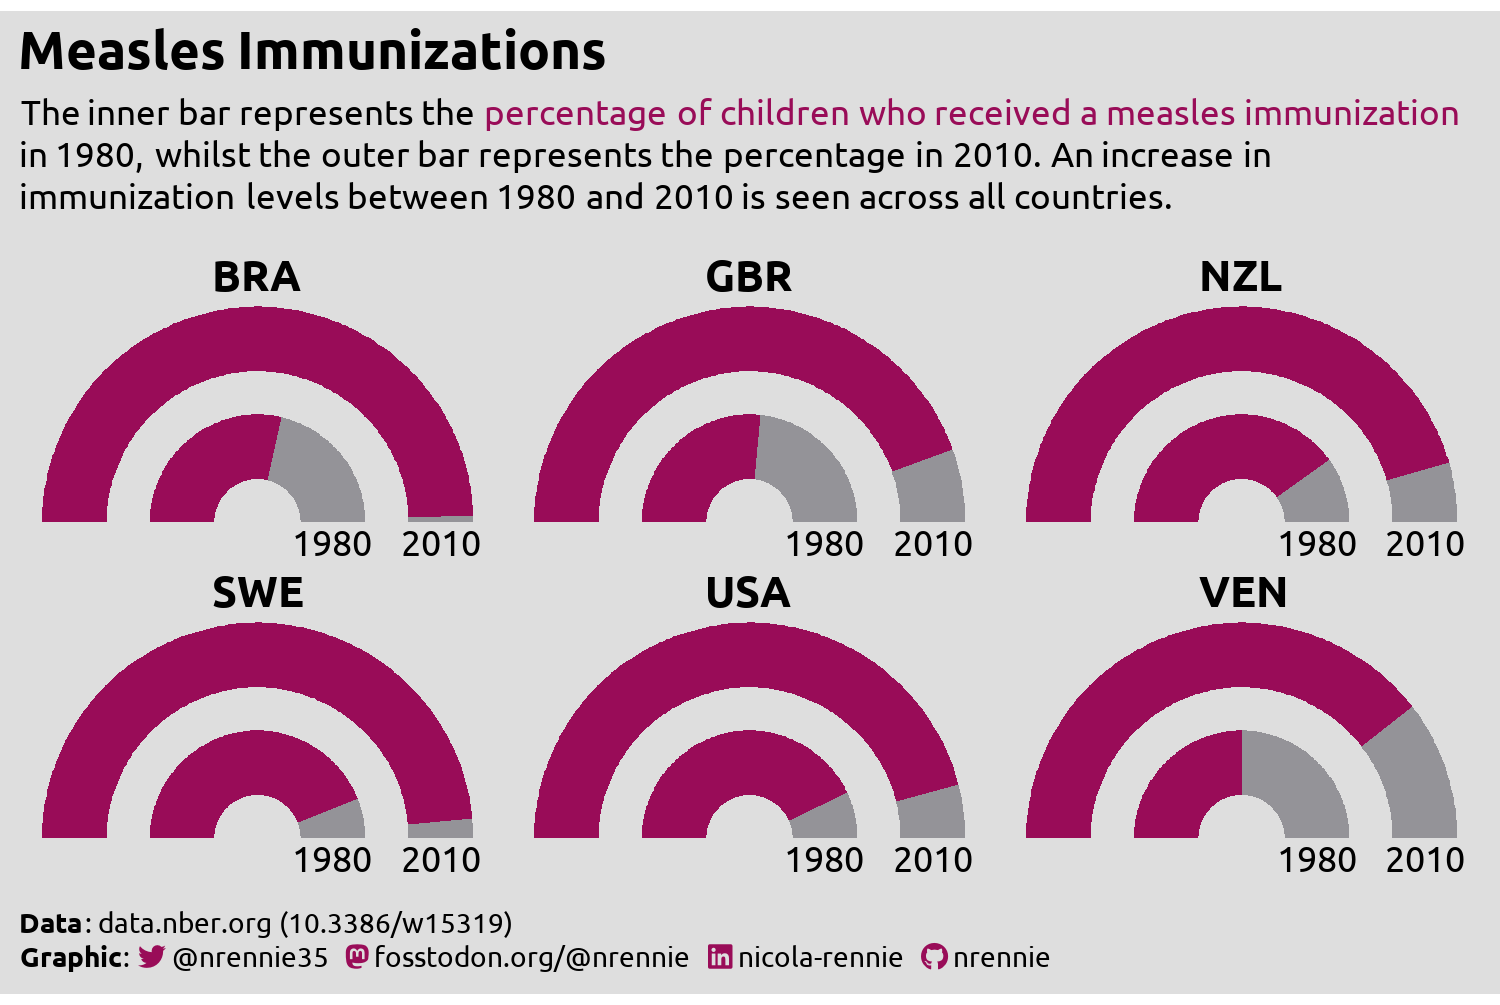 Measles Immunizations
The inner bar represents the percentage of children who received a measles immunization
in 1980, whilst the outer bar represents the percentage in 2010. An increase in
immunization levels between 1980 and 2010 is seen across all countries.
BRA GBR NZL
1980 2010 1980 2010 1980 2010
SWE USA VEN
1980 2010 1980 2010 1980 2010
Data: data.nber.org (10.3386/w15319)
Graphic: @nrennie35 fosstodon.org/@nrennie nicola-rennie nrennie